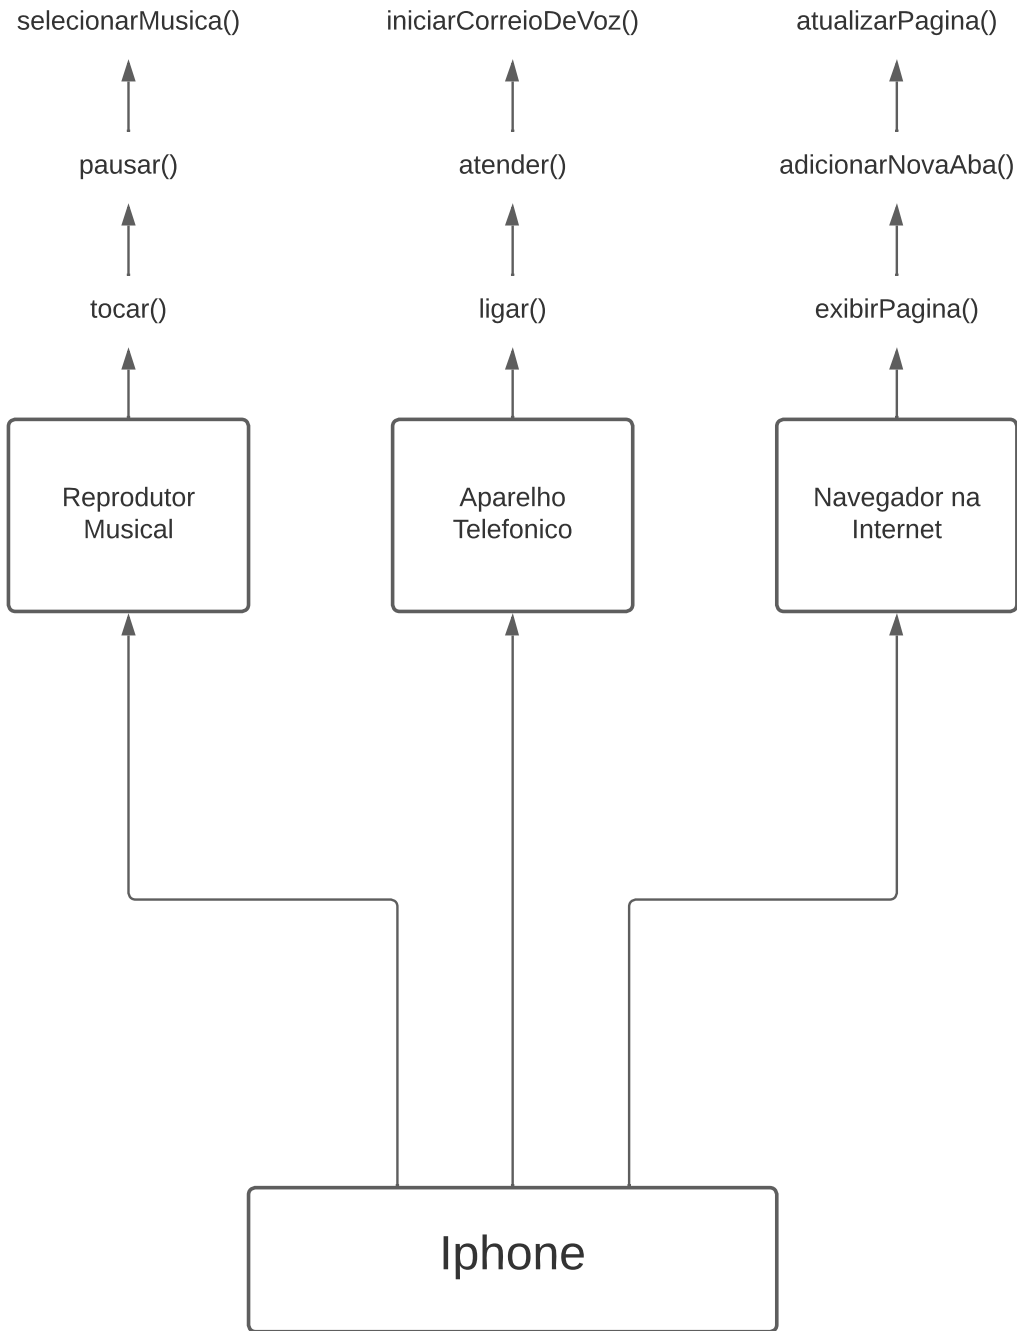 selecionarMusica()
iniciarCorreioDeVoz()
atualizarPagina()
pausar()
atender()
adicionarNovaAba()
tocar()
ligar()
exibirPagina()
Reprodutor
Musical
Aparelho
Telefonico
Navegador na
Internet
Iphone